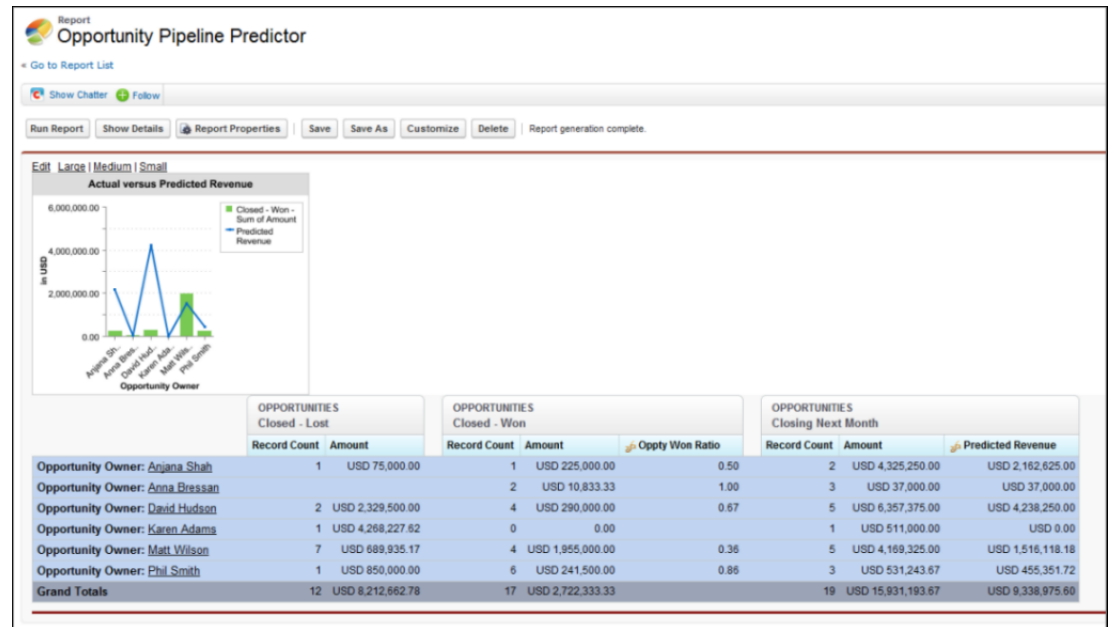 Report
Opportunity Pipeline Predictor
« Go to Report List
Show Chatter Follow
Run Report Show Details Report Properties Save Save As Customize Delete Report generation complete.
Edit Large | Medium | Small
Actual versus Predicted Revenue
6,000,000.00
4,000,000.00
2,000,000.00
0.00
in USD
Closed - Won -
Sum of Amount
Predicted
Revenue
Anjana Sh..
Anna Bres..
David Hud..
Karen Ada..
Matt Wils..
Phil Smith
Opportunity Owner
OPPORTUNITIES OPPORTUNITIES OPPORTUNITIES
Closed - Lost Closed - Won Closing Next Month
Record Count Amount Record Count Amount Oppty Won Ratio Record Count Amount Predicted Revenue
Opportunity Owner: Anjana Shah 1 USD 75,000.00 1 USD 225,000.00 0.50 2 USD 4,325,250.00 USD 2,162,625.00
Opportunity Owner: Anna Bressan 2 USD 10,833.33 1.00 3 USD 37,000.00 USD 37,000.00
Opportunity Owner: David Hudson 2 USD 2,329,500.00 4 USD 290,000.00 0.67 5 USD 6,357,375.00 USD 4,238,250.00
Opportunity Owner: Karen Adams 1 USD 4,268,227.62 0 0.00 1 USD 511,000.00 USD 0.00
Opportunity Owner: Matt Wilson 7 USD 689,935.17 4 USD 1,955,000.00 0.36 5 USD 4,169,325.00 USD 1,516,118.18
Opportunity Owner: Phil Smith 1 USD 850,000.00 6 USD 241,500.00 0.86 3 USD 531,243.67 USD 455,351.72
Grand Totals 12 USD 8,212,662.78 17 USD 2,722,333.33 19 USD 15,931,193.67 USD 9,338,975.60